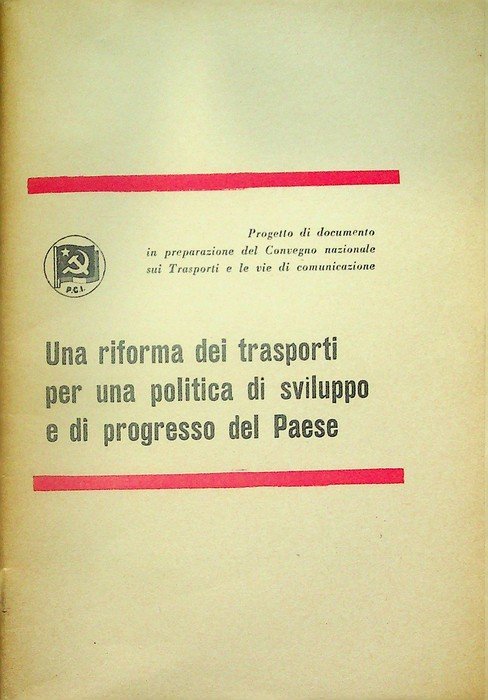 Progetto di documento
in preparazione del Convegno nazionale
sui Trasporti e le vie di comunicazione
P.C.I.
Una riforma dei trasporti
per una politica di sviluppo
e di progresso del Paese